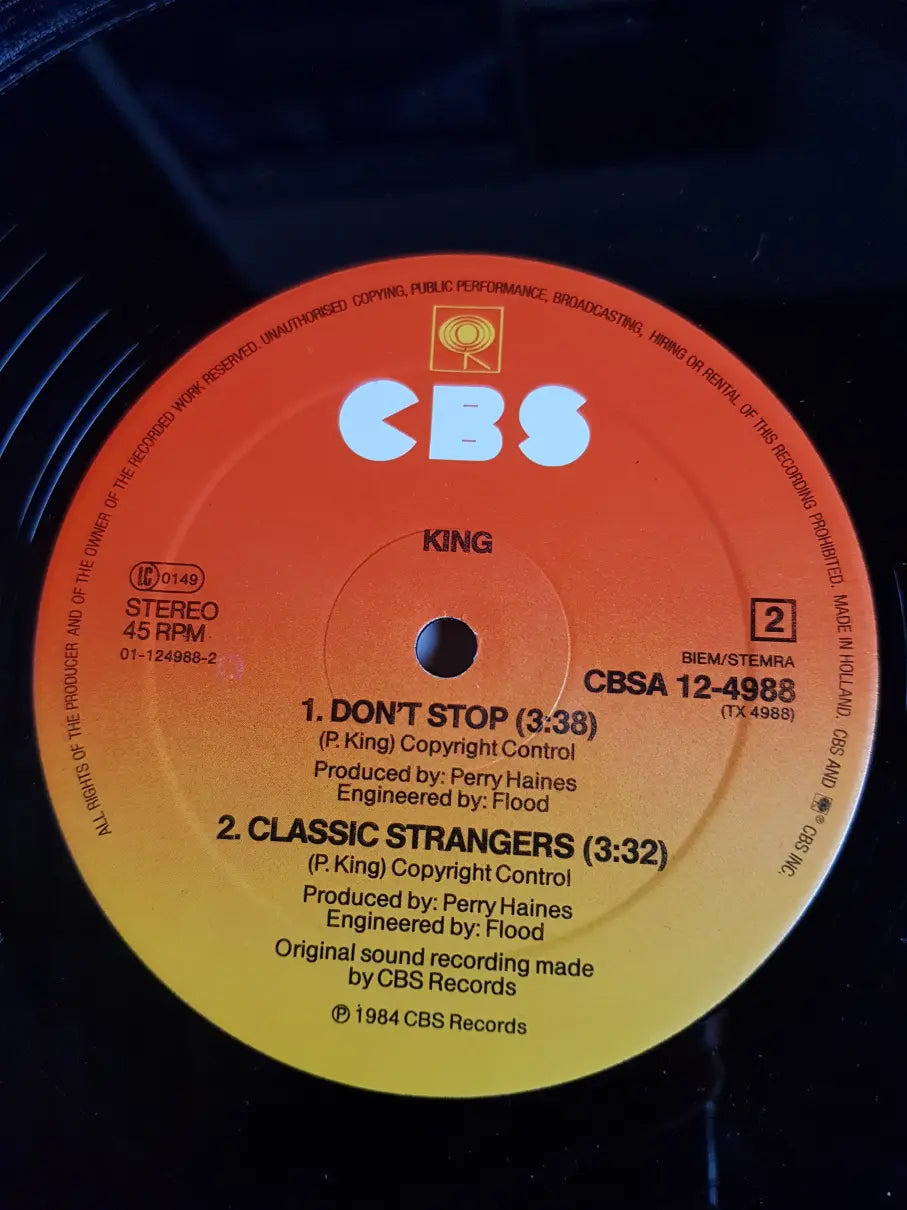 ALL RIGHTS OF THE PRODUCER AND OF THE OWNER OF THE RECORDED WORK RESERVED. UNAUTHORISED COPYING, PUBLIC PERFORMANCE, BROADCASTING, HIRING OR RENTAL OF THIS RECORDING PROHIBITED. MADE IN HOLLAND. CBS AND ® CBS INC.
CBS
KING
LC 0149
STEREO
45 RPM
01-124988-2
2
BIEM/STEMRA
CBSA 12-4988
(TX 4988)
1. DON'T STOP (3:38)
(P. King) Copyright Control
Produced by: Perry Haines
Engineered by: Flood
2. CLASSIC STRANGERS (3:32)
(P. King) Copyright Control
Produced by: Perry Haines
Engineered by: Flood
Original sound recording made
by CBS Records
℗ 1984 CBS Records